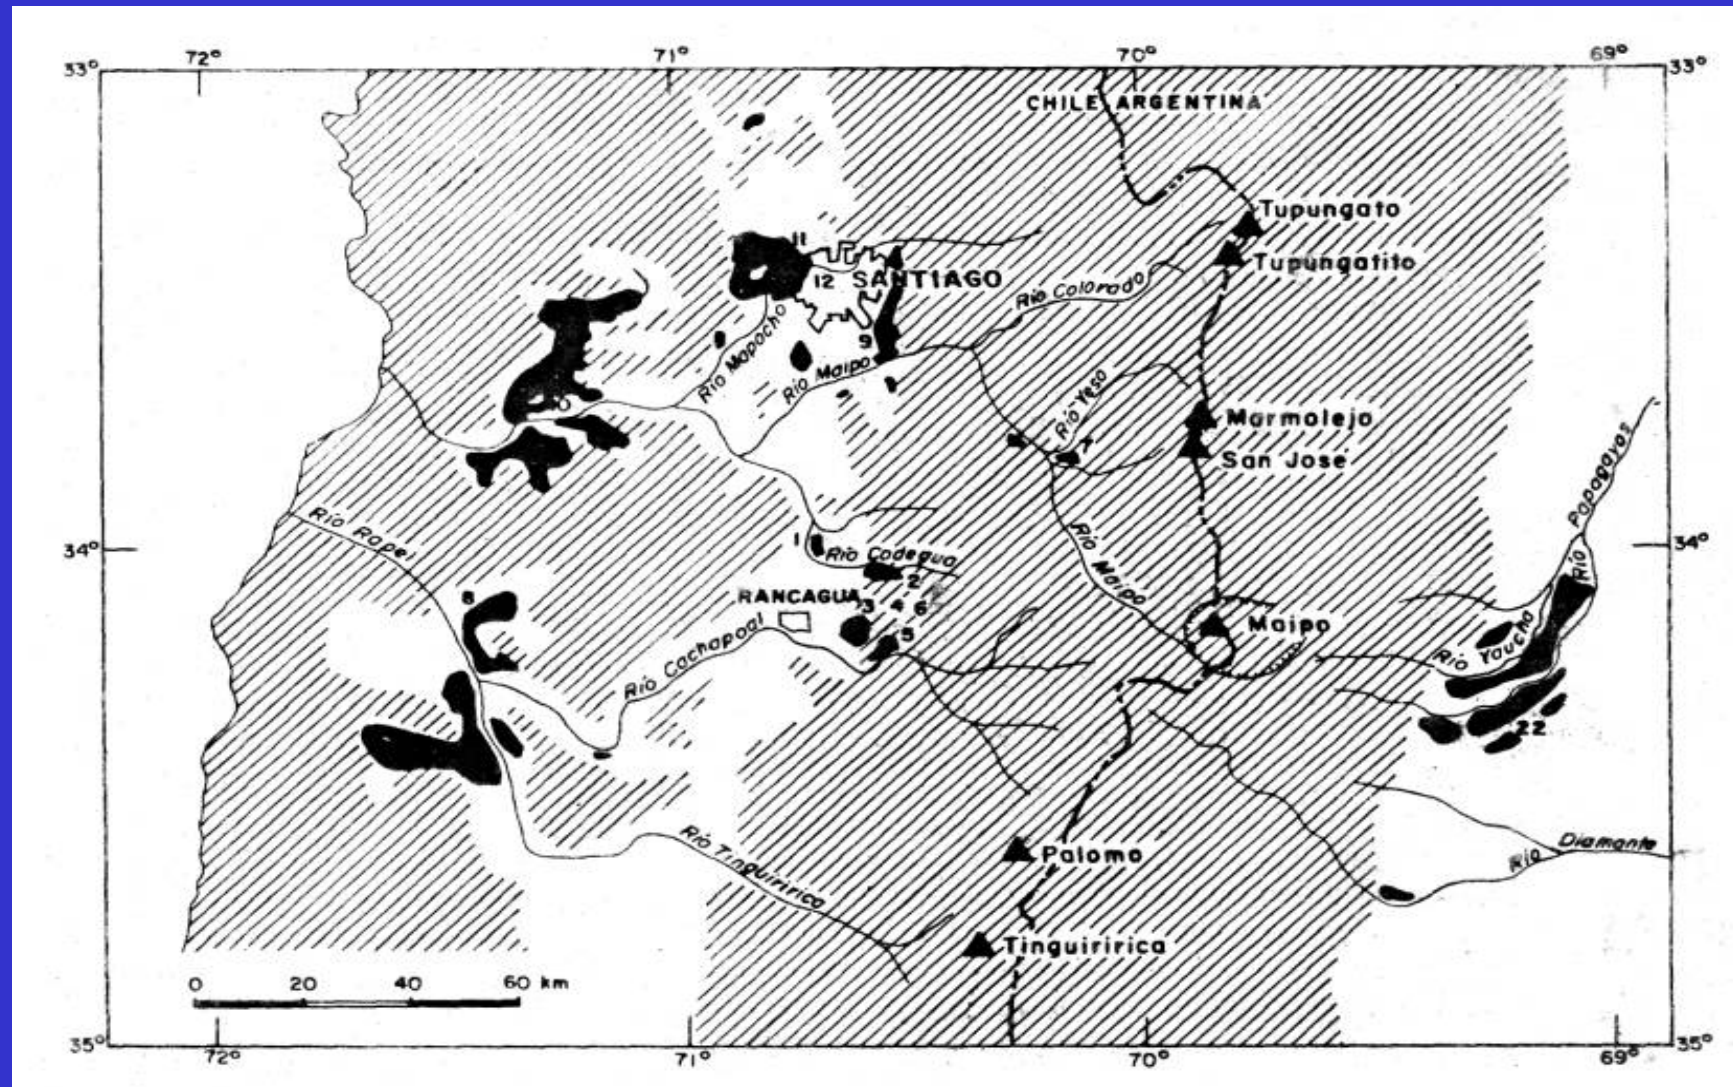 72°
71°
70°
69°
33°
33°
CHILE ARGENTINA
Tupungato
11
Tupungatito
12 SANTIAGO
Río Colorado
9
Río Mapocho
Río Maipo
Río Yeso
Marmolejo
San José
Río Papagayos
Río Rapel
34°
34°
1
Río Codegua
Río Maipo
2
8
RANCAGUA
3
4
6
5
Maipo
Río Yaucha
Río Cachapoal
22
Río Tinguiririca
Palomo
Río Diamante
Tinguiririca
0 20 40 60 km
35°
35°
72°
71°
70°
69°